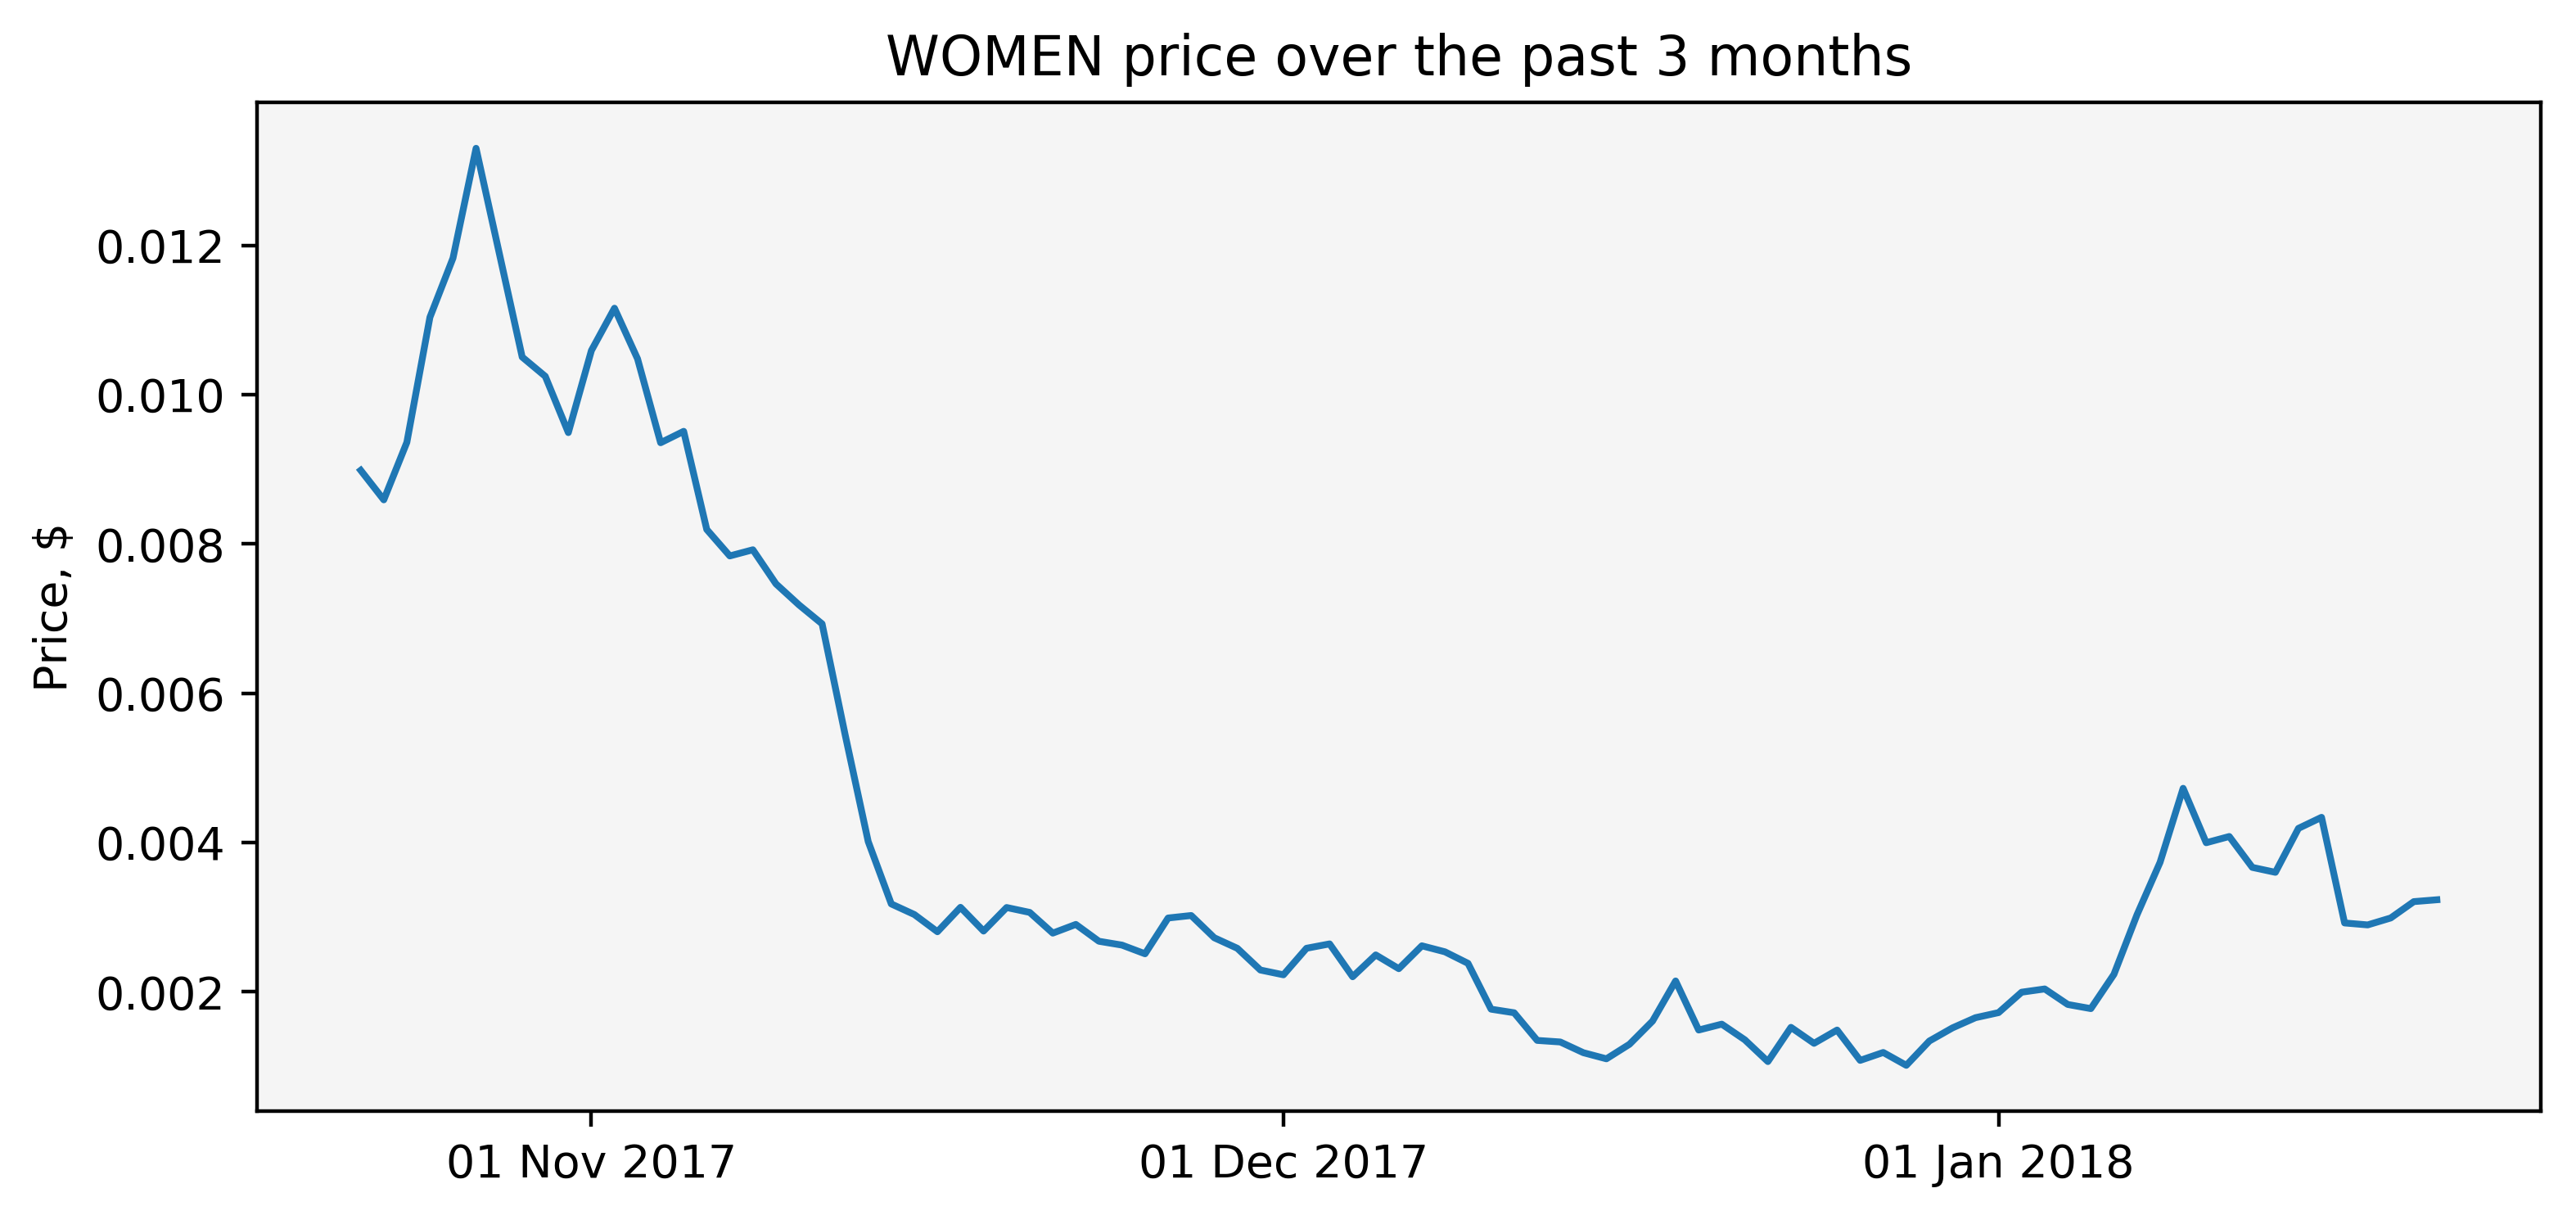 WOMEN price over the past 3 months
Price, $
0.012
0.010
0.008
0.006
0.004
0.002
01 Nov 2017
01 Dec 2017
01 Jan 2018